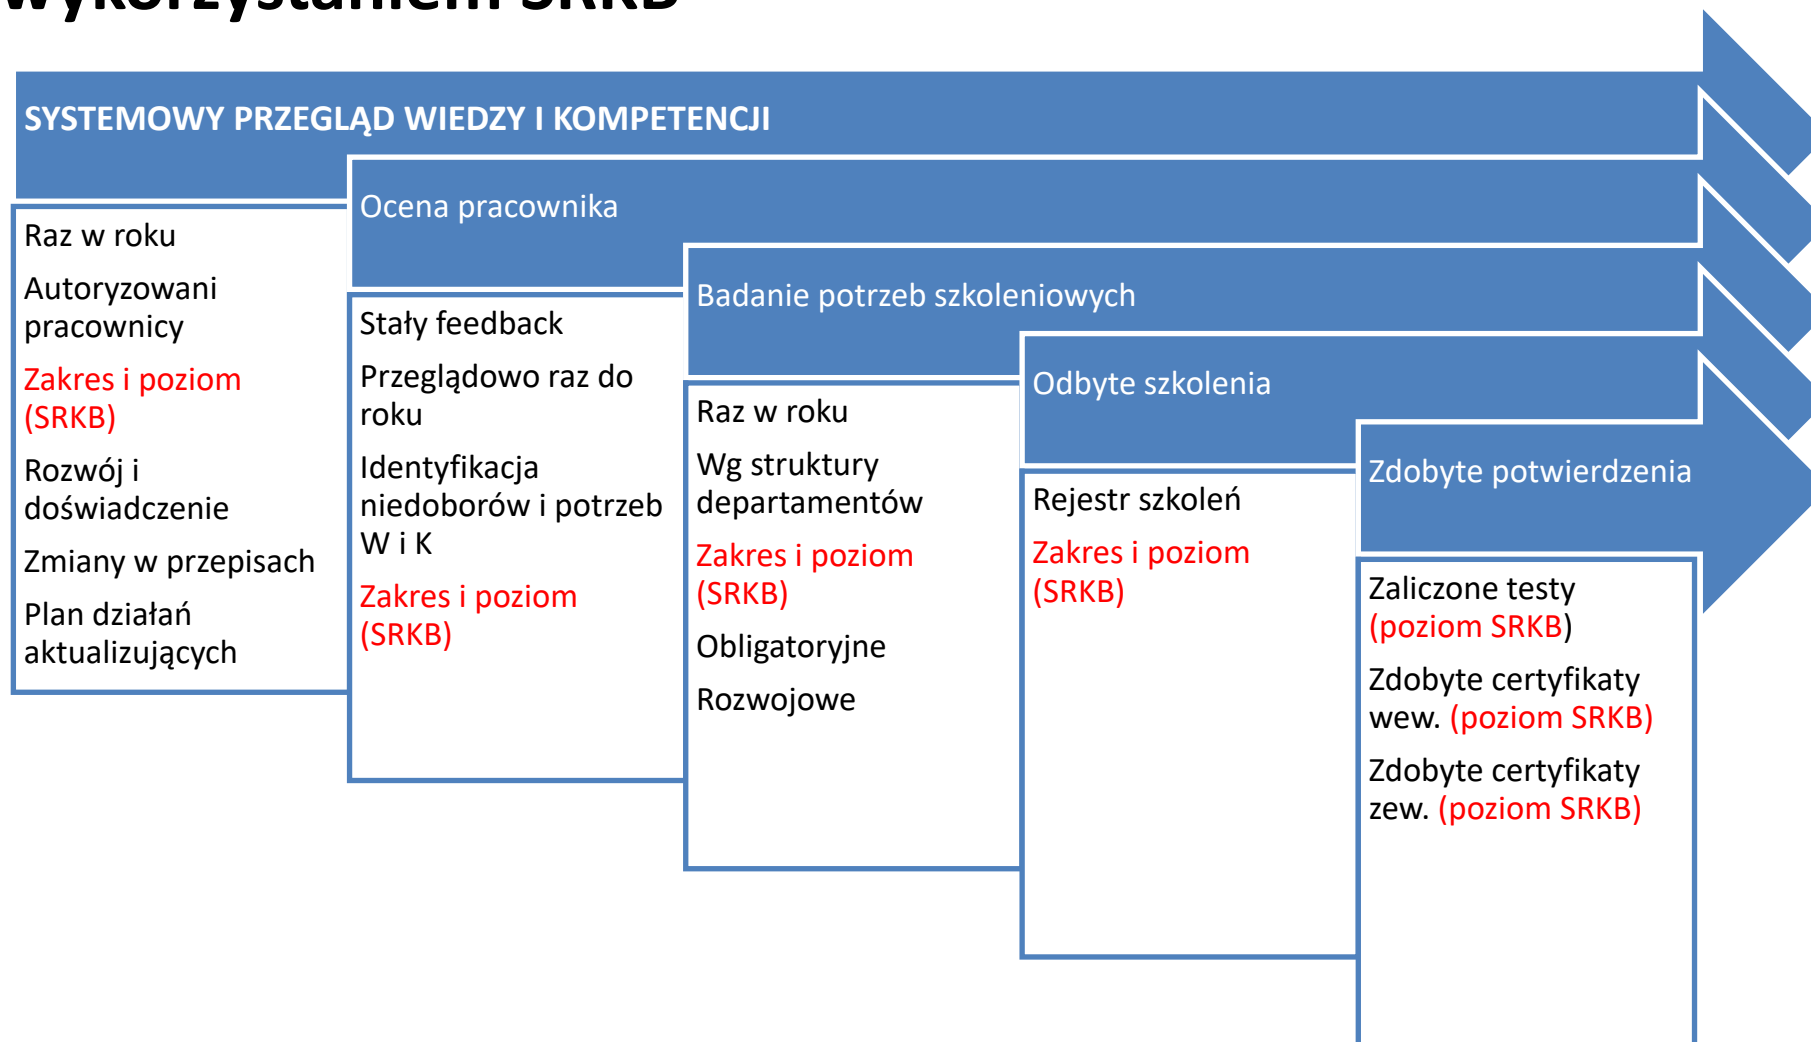 wykorzystaniem SRKB
SYSTEMOWY PRZEGLĄD WIEDZY I KOMPETENCJI
Raz w roku
Autoryzowani
pracownicy
Zakres i poziom
(SRKB)
Rozwój i
doświadczenie
Zmiany w przepisach
Plan działań
aktualizujących
Ocena pracownika
Stały feedback
Przeglądowo raz do
roku
Identyfikacja
niedoborów i potrzeb
W i K
Zakres i poziom
(SRKB)
Badanie potrzeb szkoleniowych
Raz w roku
Wg struktury
departamentów
Zakres i poziom
(SRKB)
Obligatoryjne
Rozwojowe
Odbyte szkolenia
Rejestr szkoleń
Zakres i poziom
(SRKB)
Zdobyte potwierdzenia
Zaliczone testy
(poziom SRKB)
Zdobyte certyfikaty
wew. (poziom SRKB)
Zdobyte certyfikaty
zew. (poziom SRKB)